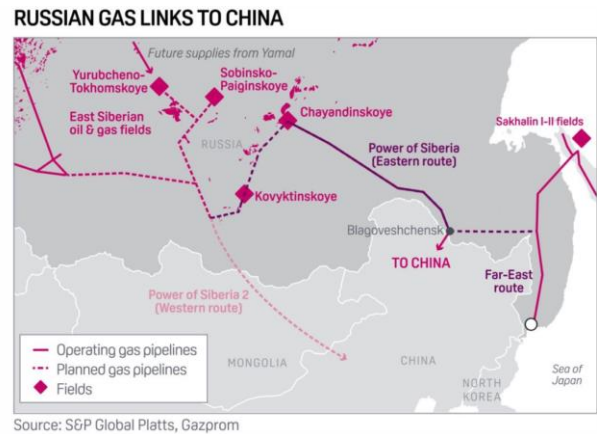 RUSSIAN GAS LINKS TO CHINA
Future supplies from Yamal
Yurubcheno-
Tokhomskoye
Sobinsko-
Paiginskoye
East Siberian
oil & gas fields
Chayandinskoye
Sakhalin I-II fields
RUSSIA
Power of Siberia
(Eastern route)
Kovyktinskoye
Blagoveshchensk
TO CHINA
Far-East
route
Power of Siberia 2
(Western route)
MONGOLIA
CHINA
NORTH
KOREA
Sea of
Japan
Operating gas pipelines
Planned gas pipelines
Fields
Source: S&P Global Platts, Gazprom